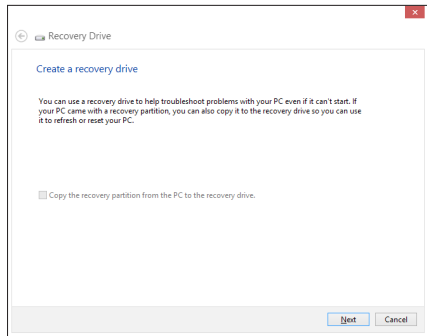 Recovery Drive
Create a recovery drive
You can use a recovery drive to help troubleshoot problems with your PC even if it can't start. If
your PC came with a recovery partition, you can also copy it to the recovery drive so you can use
it to refresh or reset your PC.
Copy the recovery partition from the PC to the recovery drive.
Next Cancel